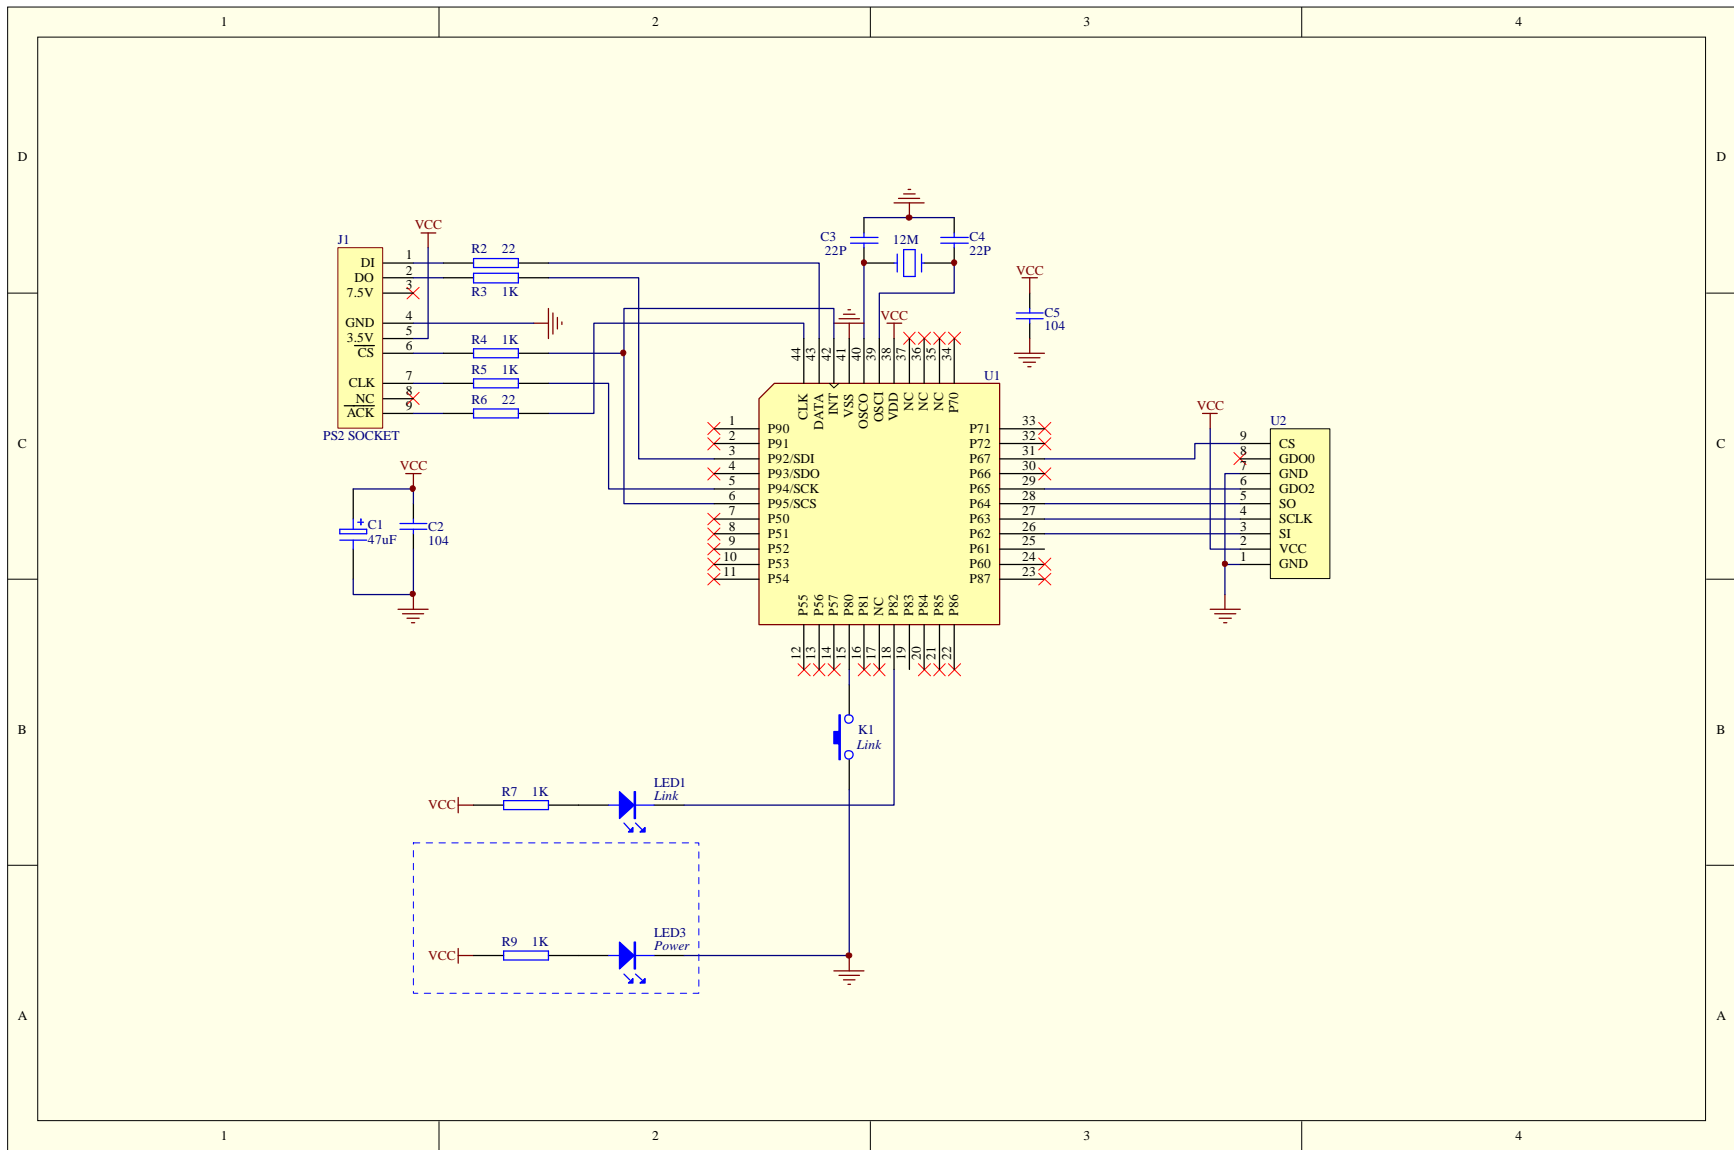 1
2
3
4
D
D
C
C
B
B
A
A
1
2
3
4
J1
VCC
DI
DO
7.5V
GND
3.5V
CS
CLK
NC
ACK
1
2
3
4
5
6
7
8
9
PS2 SOCKET
R2 22
R3 1K
R4 1K
R5 1K
R6 22
VCC
C1
47uF
C2
104
C3
22P
12M
C4
22P
VCC
C5
104
VCC
U1
44
43
42
41
40
39
38
37
36
35
34
CLK
DATA
INT
VSS
OSCO
OSCI
VDD
NC
NC
NC
P70
1 P90
2 P91
3 P92/SDI
4 P93/SDO
5 P94/SCK
6 P95/SCS
7 P50
8 P51
9 P52
10 P53
11 P54
P71 33
P72 32
P67 31
P66 30
P65 29
P64 28
P63 27
P62 26
P61 25
P60 24
P87 23
P55
P56
P57
P80
P81
NC
P82
P83
P84
P85
P86
12
13
14
15
16
17
18
19
20
21
22
VCC
U2
9 CS
8 GDO0
7 GND
6 GDO2
5 SO
4 SCLK
3 SI
2 VCC
1 GND
K1
Link
VCC
R7 1K
LED1
Link
VCC
R9 1K
LED3
Power